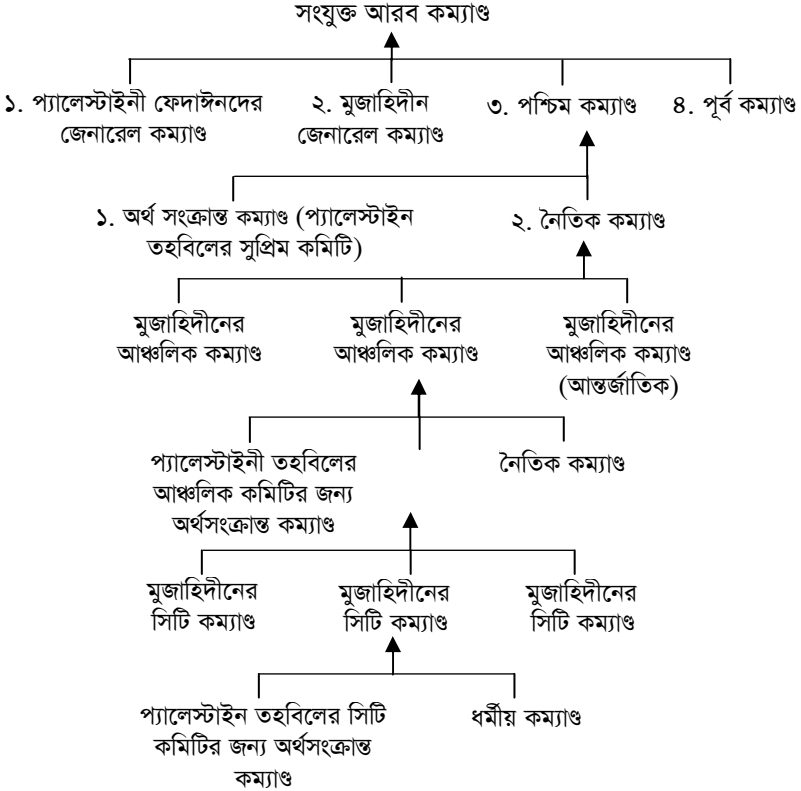 সংযুক্ত আরব কম্যাণ্ড
১. প্যালেস্টাইনী ফেদাঈনদের
জেনারেল কম্যাণ্ড
২. মুজাহিদীন
জেনারেল কম্যাণ্ড
৩. পশ্চিম কম্যাণ্ড
৪. পূর্ব কম্যাণ্ড
১. অর্থ সংক্রান্ত কম্যাণ্ড (প্যালেস্টাইন
তহবিলের সুপ্রিম কমিটি)
২. নৈতিক কম্যাণ্ড
মুজাহিদীনের
আঞ্চলিক কম্যাণ্ড
মুজাহিদীনের
আঞ্চলিক কম্যাণ্ড
মুজাহিদীনের
আঞ্চলিক কম্যাণ্ড
(আন্তর্জাতিক)
প্যালেস্টাইনী তহবিলের
আঞ্চলিক কমিটির জন্য
অর্থসংক্রান্ত কম্যাণ্ড
নৈতিক কম্যাণ্ড
মুজাহিদীনের
সিটি কম্যাণ্ড
মুজাহিদীনের
সিটি কম্যাণ্ড
মুজাহিদীনের
সিটি কম্যাণ্ড
প্যালেস্টাইন তহবিলের সিটি
কমিটির জন্য অর্থসংক্রান্ত
কম্যাণ্ড
ধর্মীয় কম্যাণ্ড